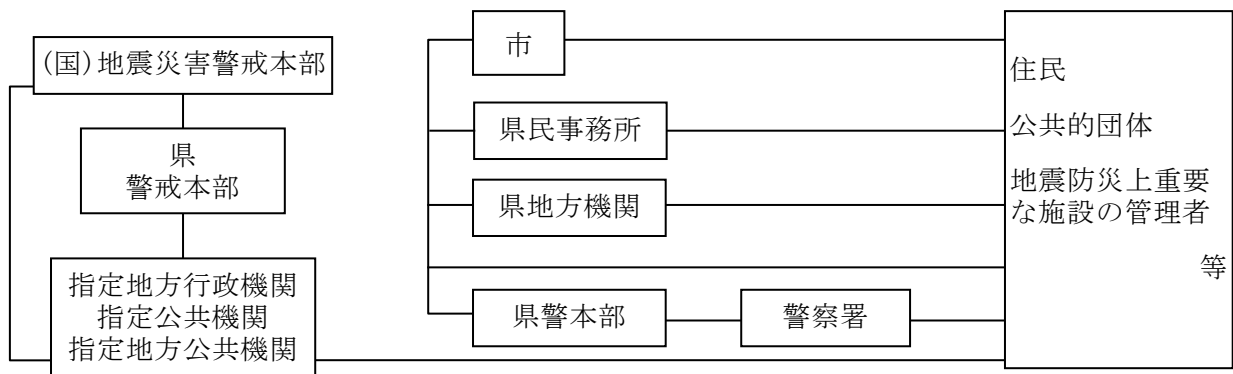 (国)地震災害警戒本部
県
警戒本部
指定地方行政機関
指定公共機関
指定地方公共機関
市
県民事務所
県地方機関
県警本部
警察署
住民
公共的団体
地震防災上重要
な施設の管理者
等